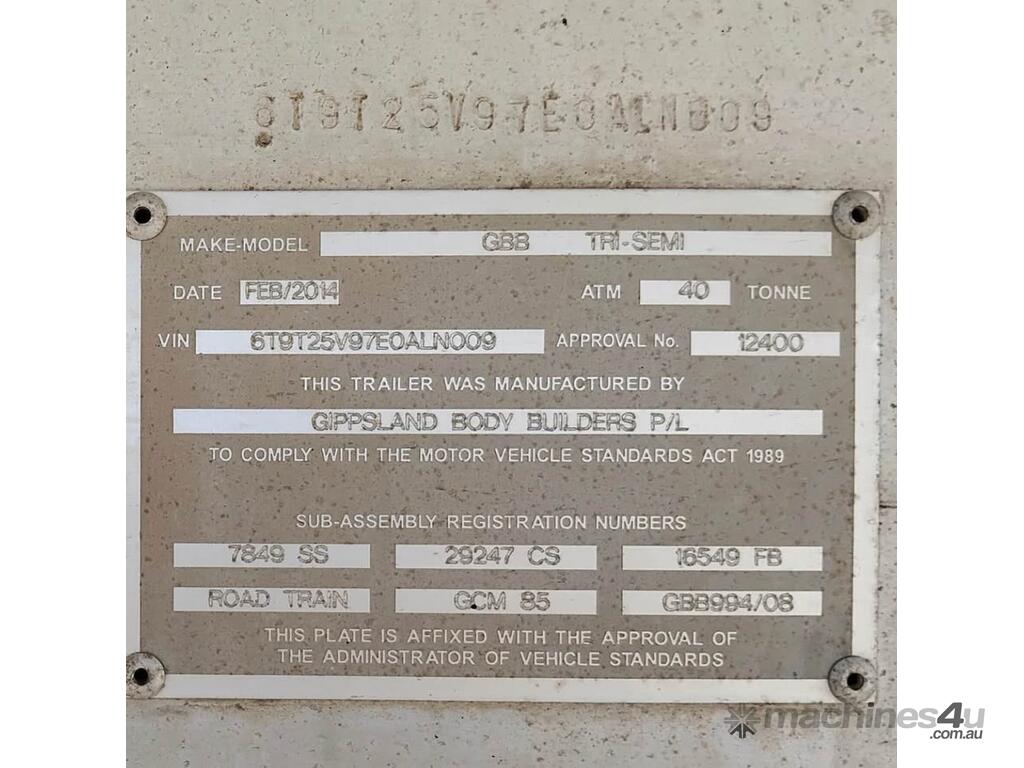 6T9T25V97E0ALN009
MAKE-MODEL GBB TRI-SEMI
DATE FEB/2014 ATM 40 TONNE
VIN 6T9T25V97E0ALN009 APPROVAL No. 12400
THIS TRAILER WAS MANUFACTURED BY
GIPPSLAND BODY BUILDERS P/L
TO COMPLY WITH THE MOTOR VEHICLE STANDARDS ACT 1989
SUB-ASSEMBLY REGISTRATION NUMBERS
7849 SS 29247 CS 16549 FB
ROAD TRAIN GCM 85 GBB994/08
THIS PLATE IS AFFIXED WITH THE APPROVAL OF
THE ADMINISTRATOR OF VEHICLE STANDARDS
machines4u
.com.au